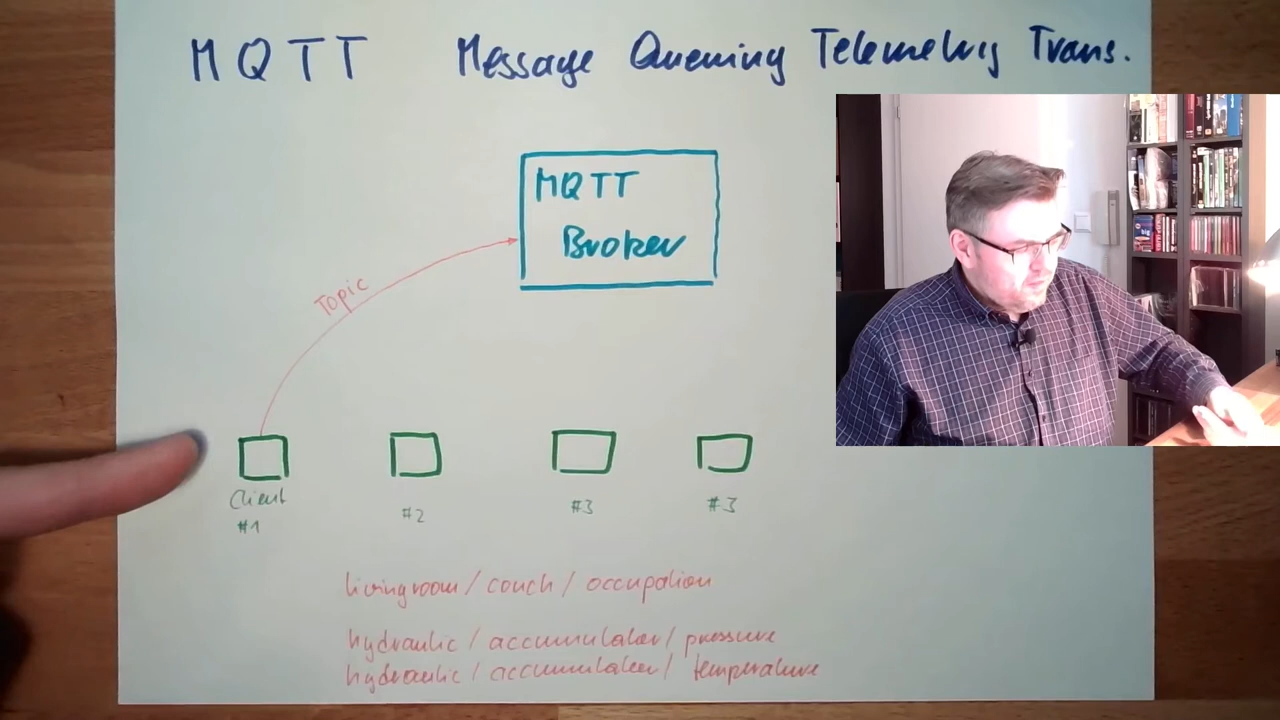 MQTT Message Queuing Telemetry Trans.
MQTT
Broker
Topic
Client
#1
#2
#3
#3
livingroom / couch / occupation
hydraulic / accumulator / pressure
hydraulic / accumulator / temperature